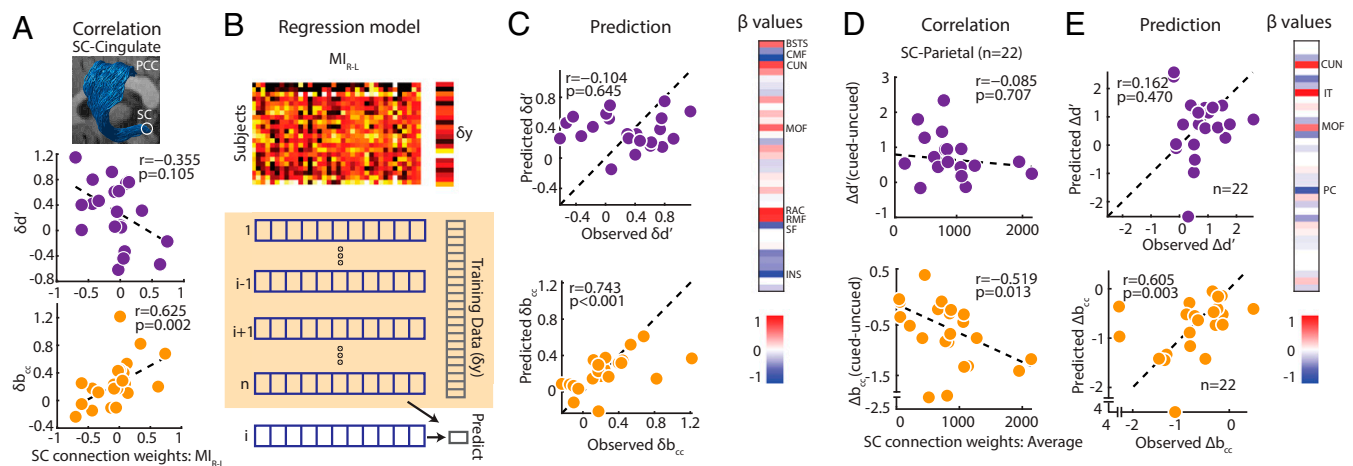 A
Correlation
SC-Cingulate
PCC
SC
r=−0.355
p=0.105
δd’
1.2
0.8
0.4
0
-0.4
-0.8
-1
0
1
r=0.625
p=0.002
δb_cc
1.2
0.8
0.4
0
-0.4
-1
-0.5
0
0.5
1
SC connection weights: MI_R-L
B
Regression model
MI_R-L
Subjects
δy
1
i-1
i+1
n
i
Training Data (δy)
Predict
C
Prediction
r=−0.104
p=0.645
Predicted δd’
0.8
0.4
0
-0.4
-0.4
0
0.4
0.8
Observed δd’
r=0.743
p<0.001
Predicted δb_cc
1.2
0.8
0.4
0
0
0.4
0.8
1.2
Observed δb_cc
β values
BSTS
CMF
CUN
MOF
RAC
RMF
SF
INS
1
0
-1
D
Correlation
SC-Parietal (n=22)
r=−0.085
p=0.707
Δd’(cued-uncued)
3
2
1
0
-1
0
1000
2000
r=−0.519
p=0.013
Δb_cc (cued-uncued)
0.5
-0.5
-1.5
-2.5
0
1000
2000
SC connection weights: Average
E
Prediction
r=0.162
p=0.470
Predicted Δd’
2
1
0
-1
-2
n=22
-2
-1
0
1
2
Observed Δd’
r=0.605
p=0.003
Predicted Δb_cc
0
-1
-2
4
n=22
4
-2
-1
0
Observed Δb_cc
β values
CUN
IT
MOF
PC
1
0
-1